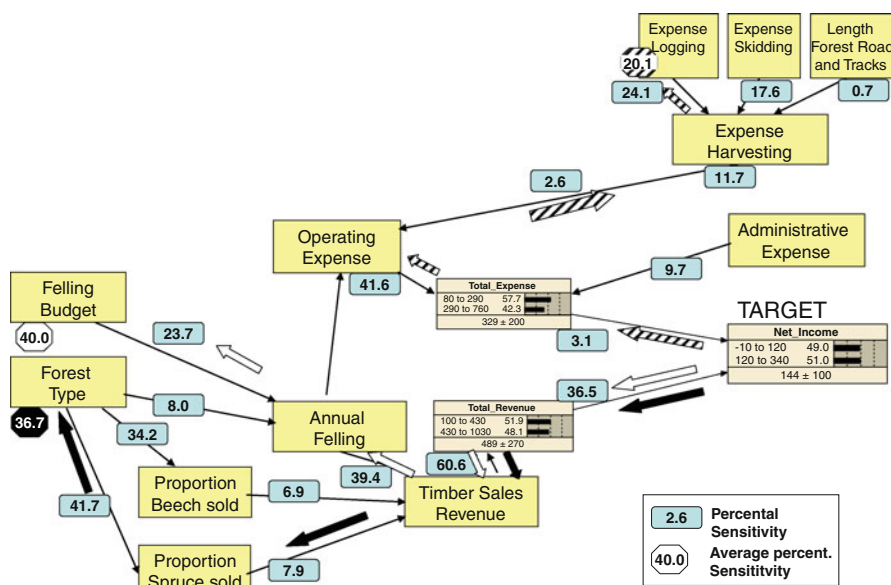 Expense
Logging
Expense
Skidding
Length
Forest Road
and Tracks
20.1
24.1
17.6
0.7
Expense
Harvesting
11.7
2.6
Operating
Expense
41.6
Administrative
Expense
9.7
Total_Expense
80 to 290 57.7
290 to 760 42.3
329 ± 200
3.1
TARGET
Net_Income
-10 to 120 49.0
120 to 340 51.0
144 ± 100
36.5
Felling
Budget
40.0
23.7
Forest
Type
36.7
8.0
34.2
41.7
Annual
Felling
39.4
Total_Revenue
100 to 430 51.9
430 to 1030 48.1
489 ± 270
60.6
Proportion
Beech sold
6.9
Timber Sales
Revenue
Proportion
Spruce sold
7.9
2.6 Percental
Sensitivity
40.0 Average percent.
Sensititvity